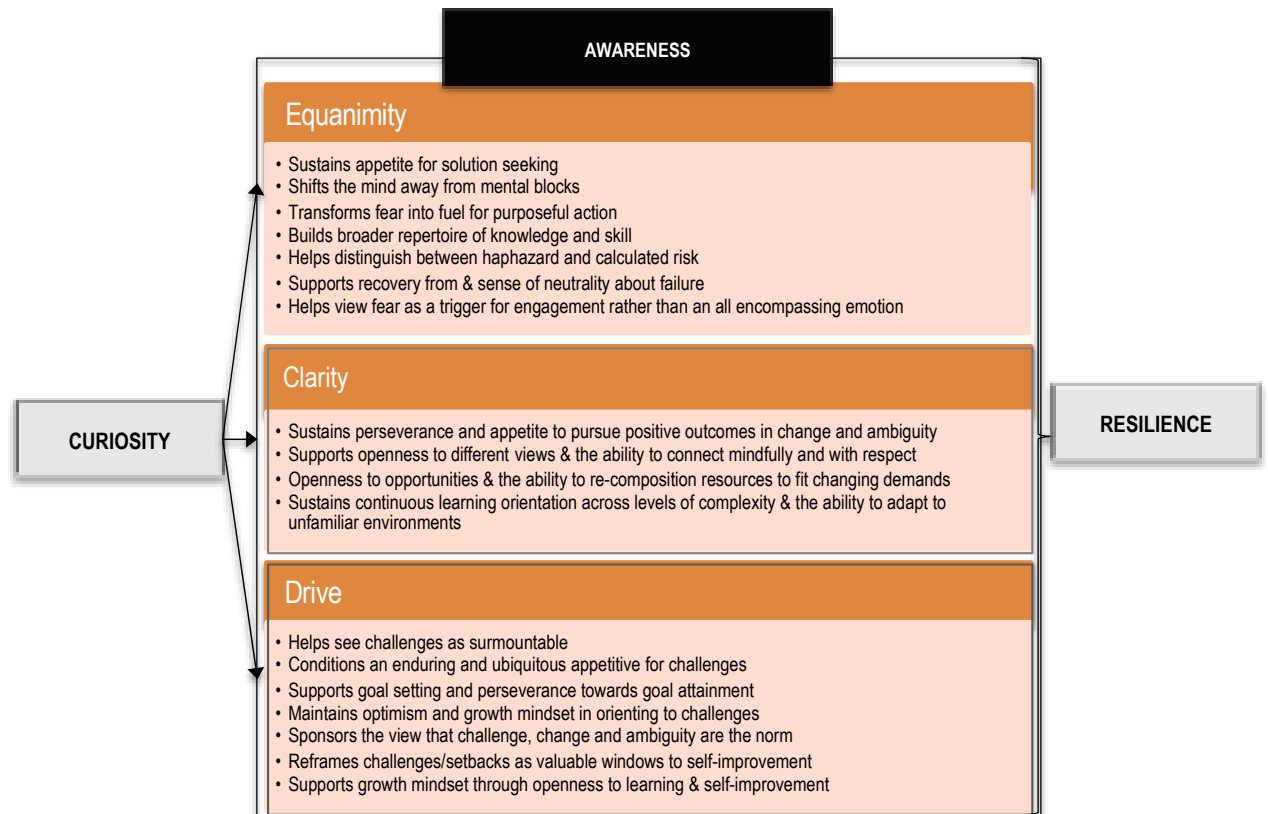 AWARENESS
Equanimity
• Sustains appetite for solution seeking
• Shifts the mind away from mental blocks
• Transforms fear into fuel for purposeful action
• Builds broader repertoire of knowledge and skill
• Helps distinguish between haphazard and calculated risk
• Supports recovery from & sense of neutrality about failure
• Helps view fear as a trigger for engagement rather than an all encompassing emotion
CURIOSITY
Clarity
• Sustains perseverance and appetite to pursue positive outcomes in change and ambiguity
• Supports openness to different views & the ability to connect mindfully and with respect
• Openness to opportunities & the ability to re-composition resources to fit changing demands
• Sustains continuous learning orientation across levels of complexity & the ability to adapt to
unfamiliar environments
RESILIENCE
Drive
• Helps see challenges as surmountable
• Conditions an enduring and ubiquitous appetitive for challenges
• Supports goal setting and perseverance towards goal attainment
• Maintains optimism and growth mindset in orienting to challenges
• Sponsors the view that challenge, change and ambiguity are the norm
• Reframes challenges/setbacks as valuable windows to self-improvement
• Supports growth mindset through openness to learning & self-improvement